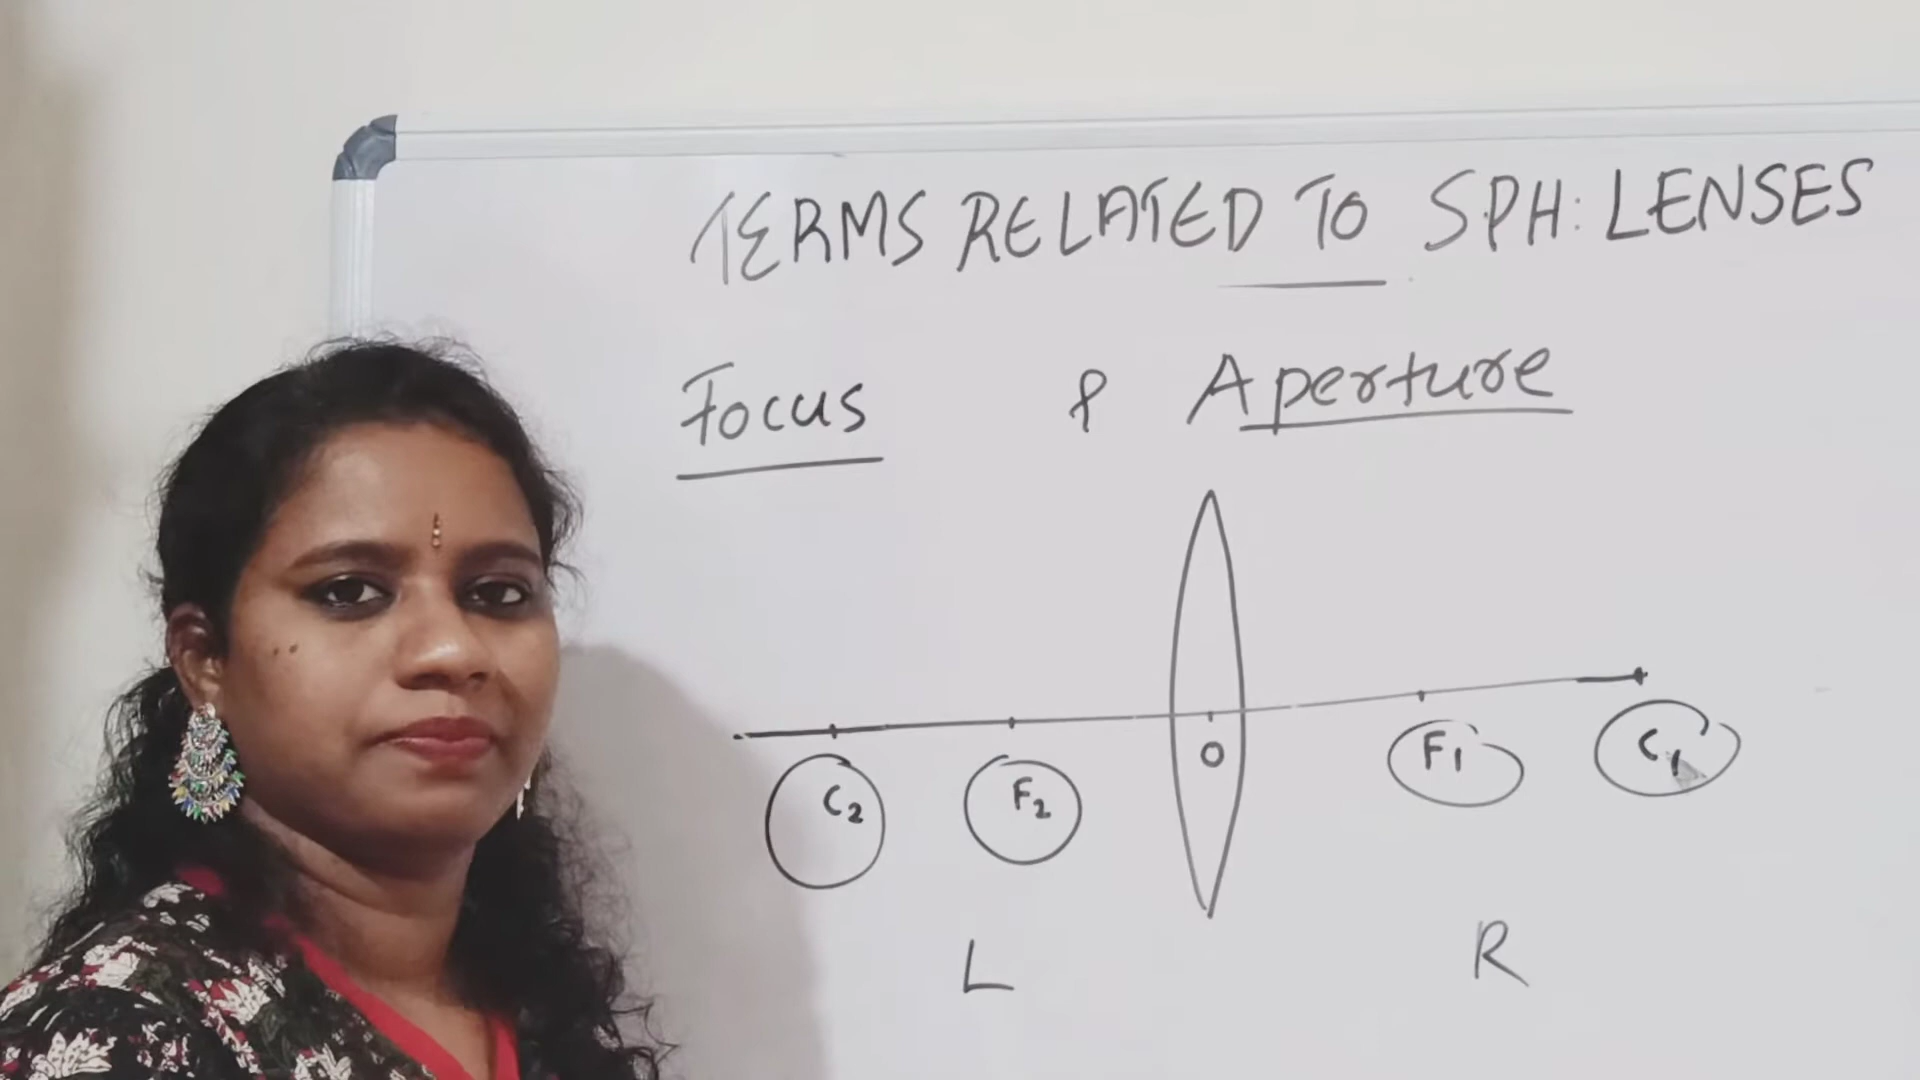 TERMS RELATED TO SPH: LENSES
Focus & Aperture
O F1 C1
C2 F2
L R